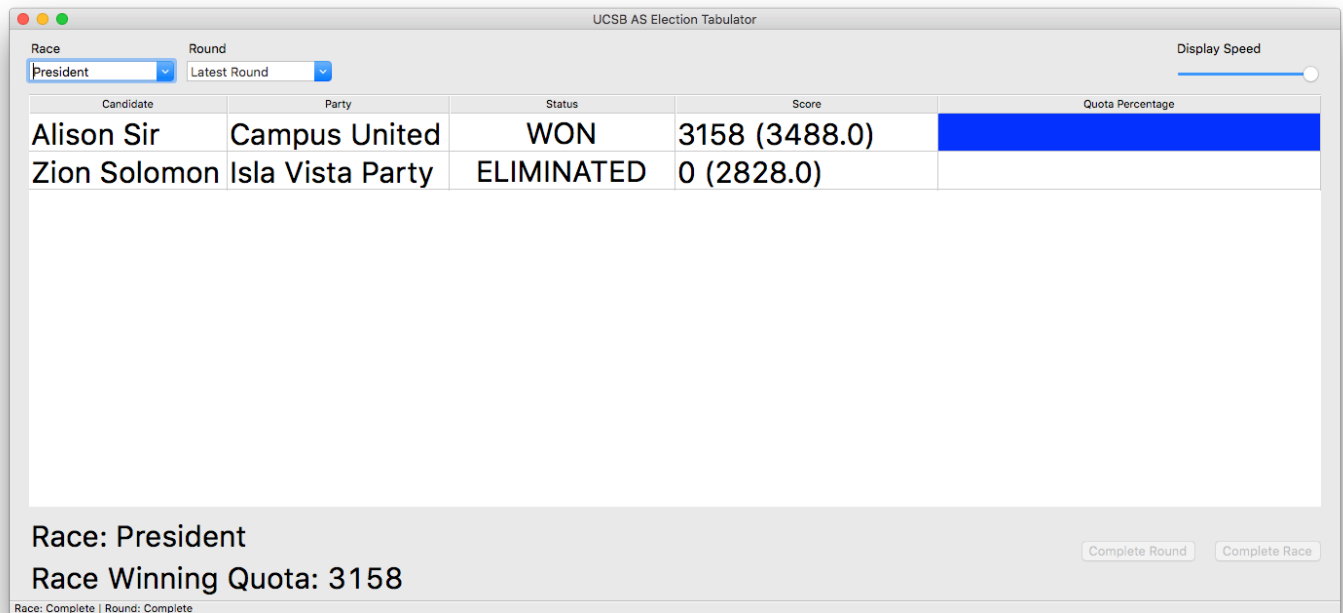 UCSB AS Election Tabulator
Race Round Display Speed
President Latest Round
Candidate Party Status Score Quota Percentage
Alison Sir Campus United WON 3158 (3488.0)
Zion Solomon Isla Vista Party ELIMINATED 0 (2828.0)
Race: President
Complete Round Complete Race
Race Winning Quota: 3158
Race: Complete | Round: Complete